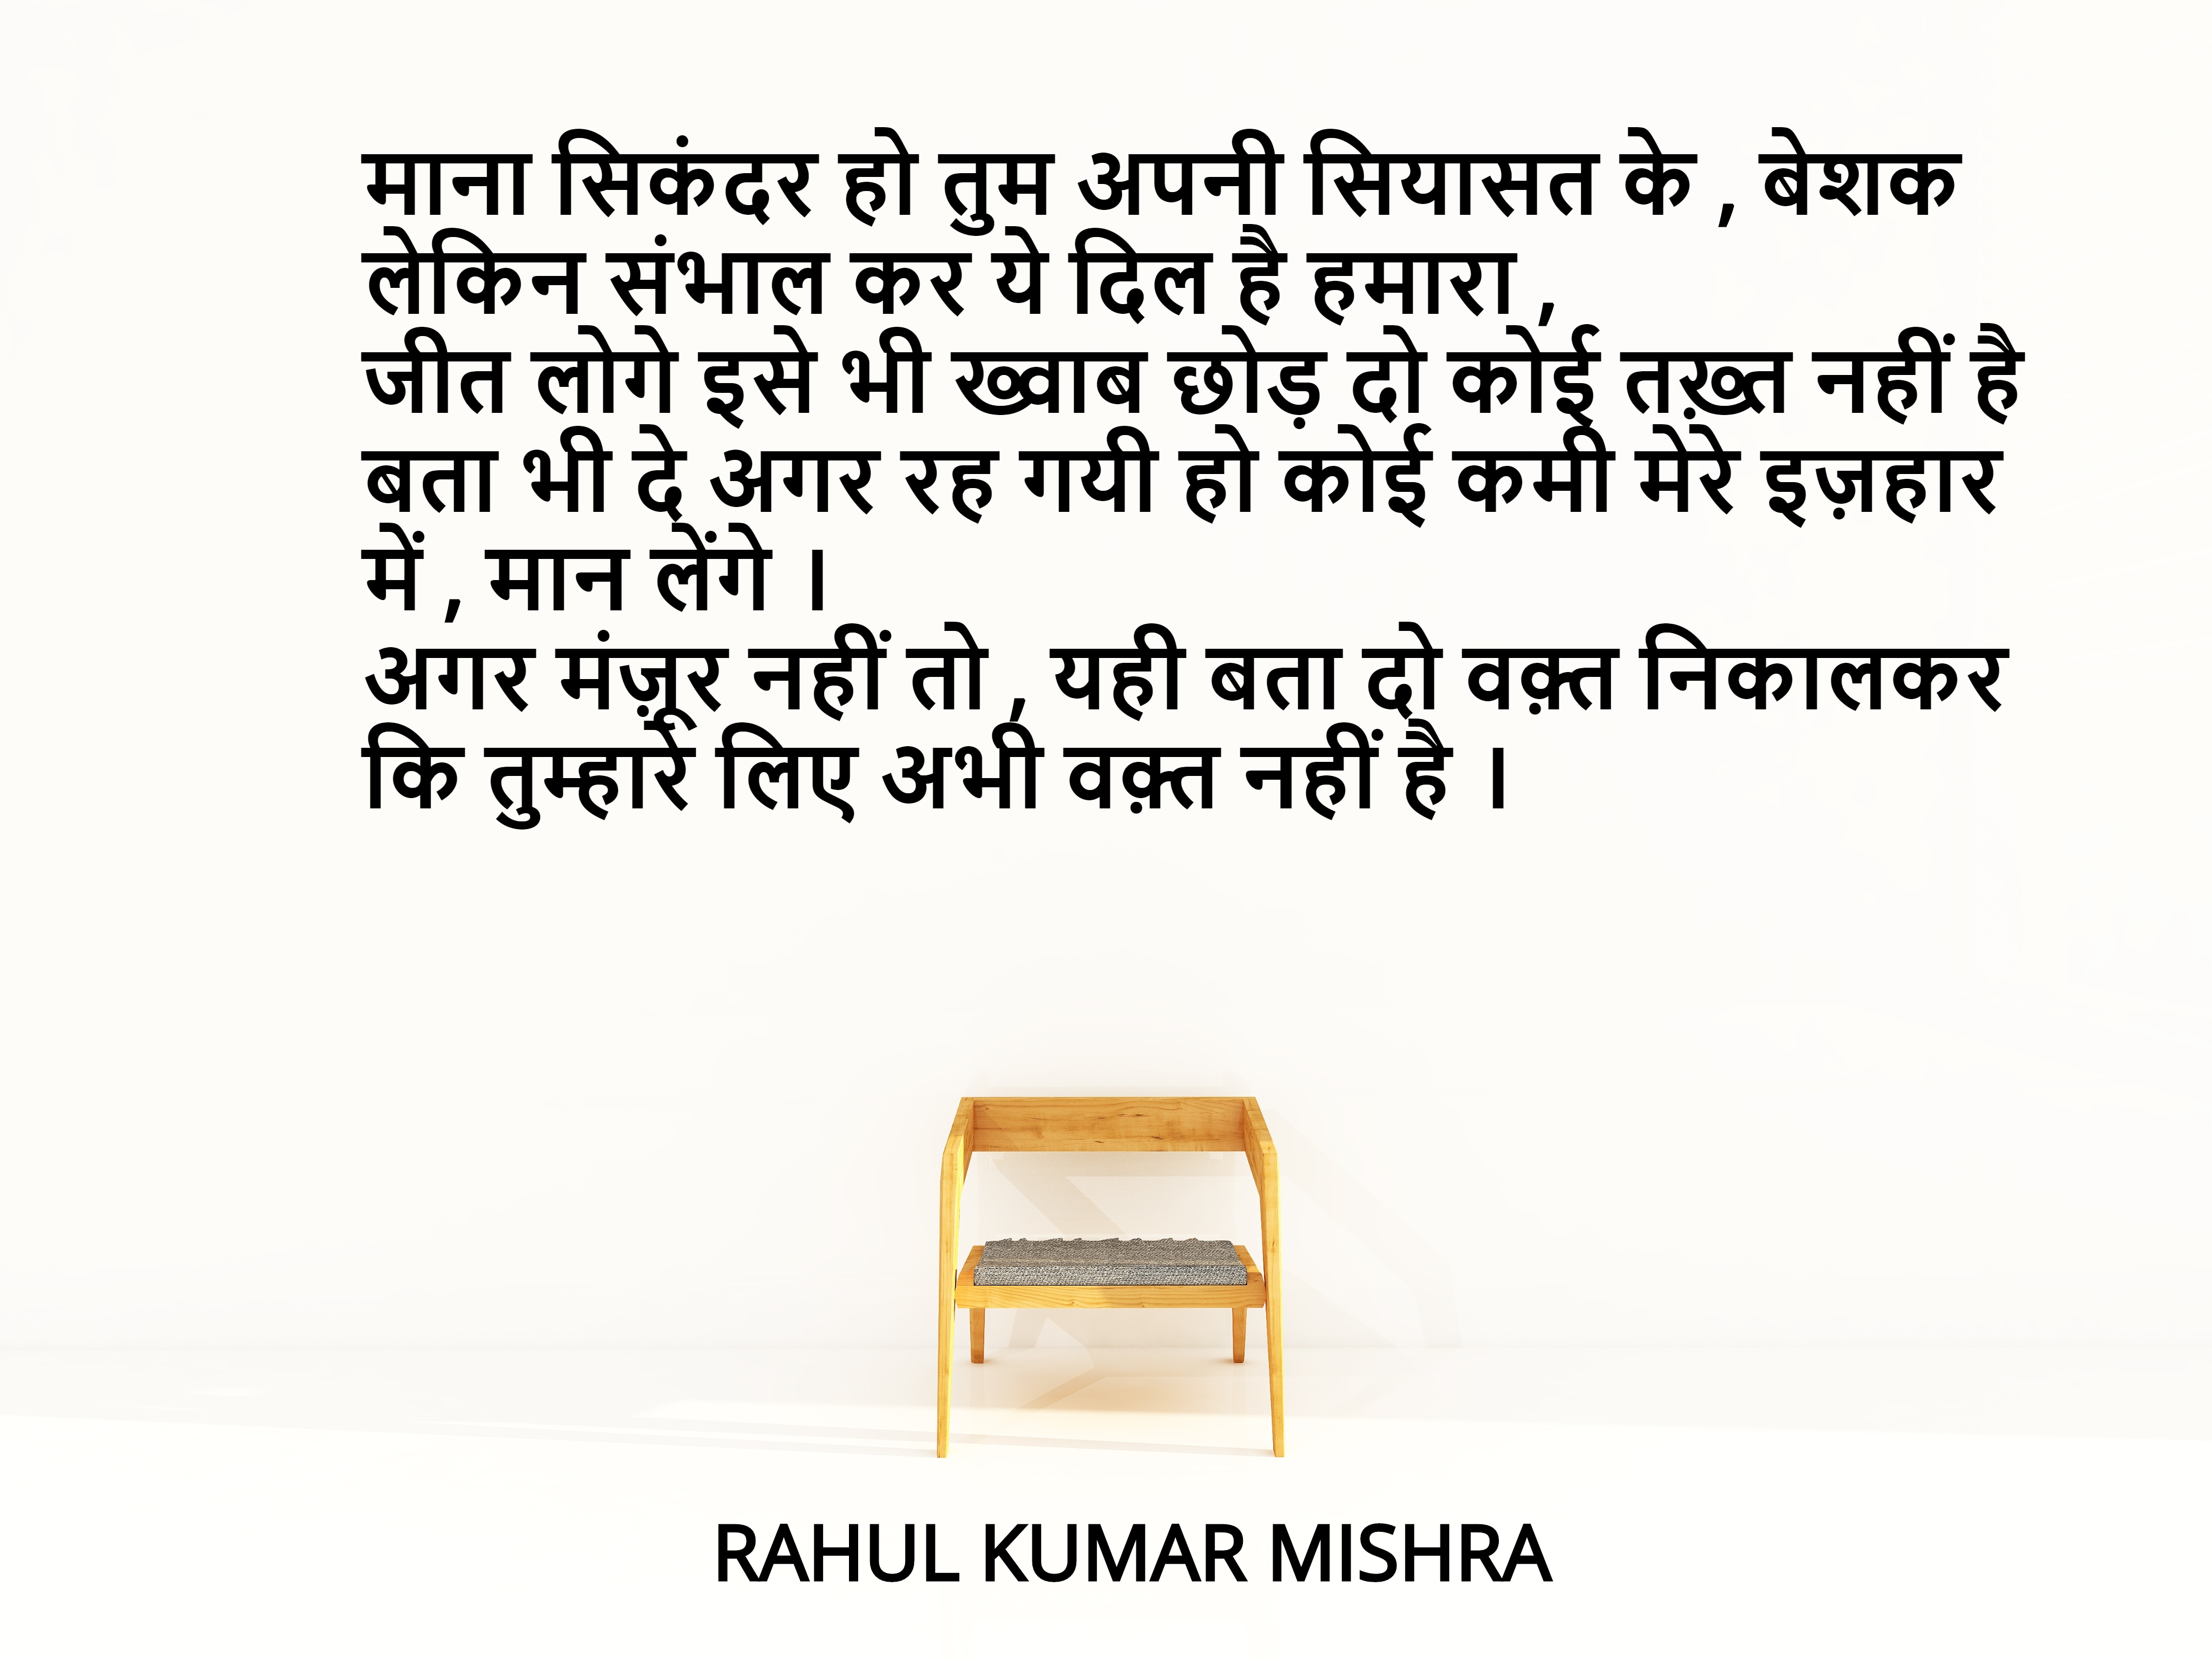 माना सिकंदर हो तुम अपनी सियासत के , बेशक
लेकिन संभाल कर ये दिल है हमारा ,
जीत लोगे इसे भी ख्वाब छोड़ दो कोई तख़्त नहीं है
बता भी दे अगर रह गयी हो कोई कमी मेरे इज़हार
में , मान लेंगे ।
अगर मंज़ूर नहीं तो , यही बता दो वक़्त निकालकर
कि तुम्हारे लिए अभी वक़्त नहीं है ।
RAHUL KUMAR MISHRA